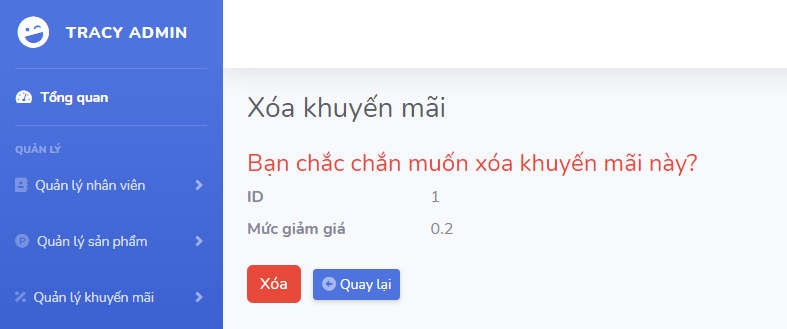 TRACY ADMIN
Tổng quan
QUẢN LÝ
Quản lý nhân viên
Quản lý sản phẩm
Quản lý khuyến mãi
Xóa khuyến mãi
Bạn chắc chắn muốn xóa khuyến mãi này?
ID 1
Mức giảm giá 0.2
Xóa Quay lại